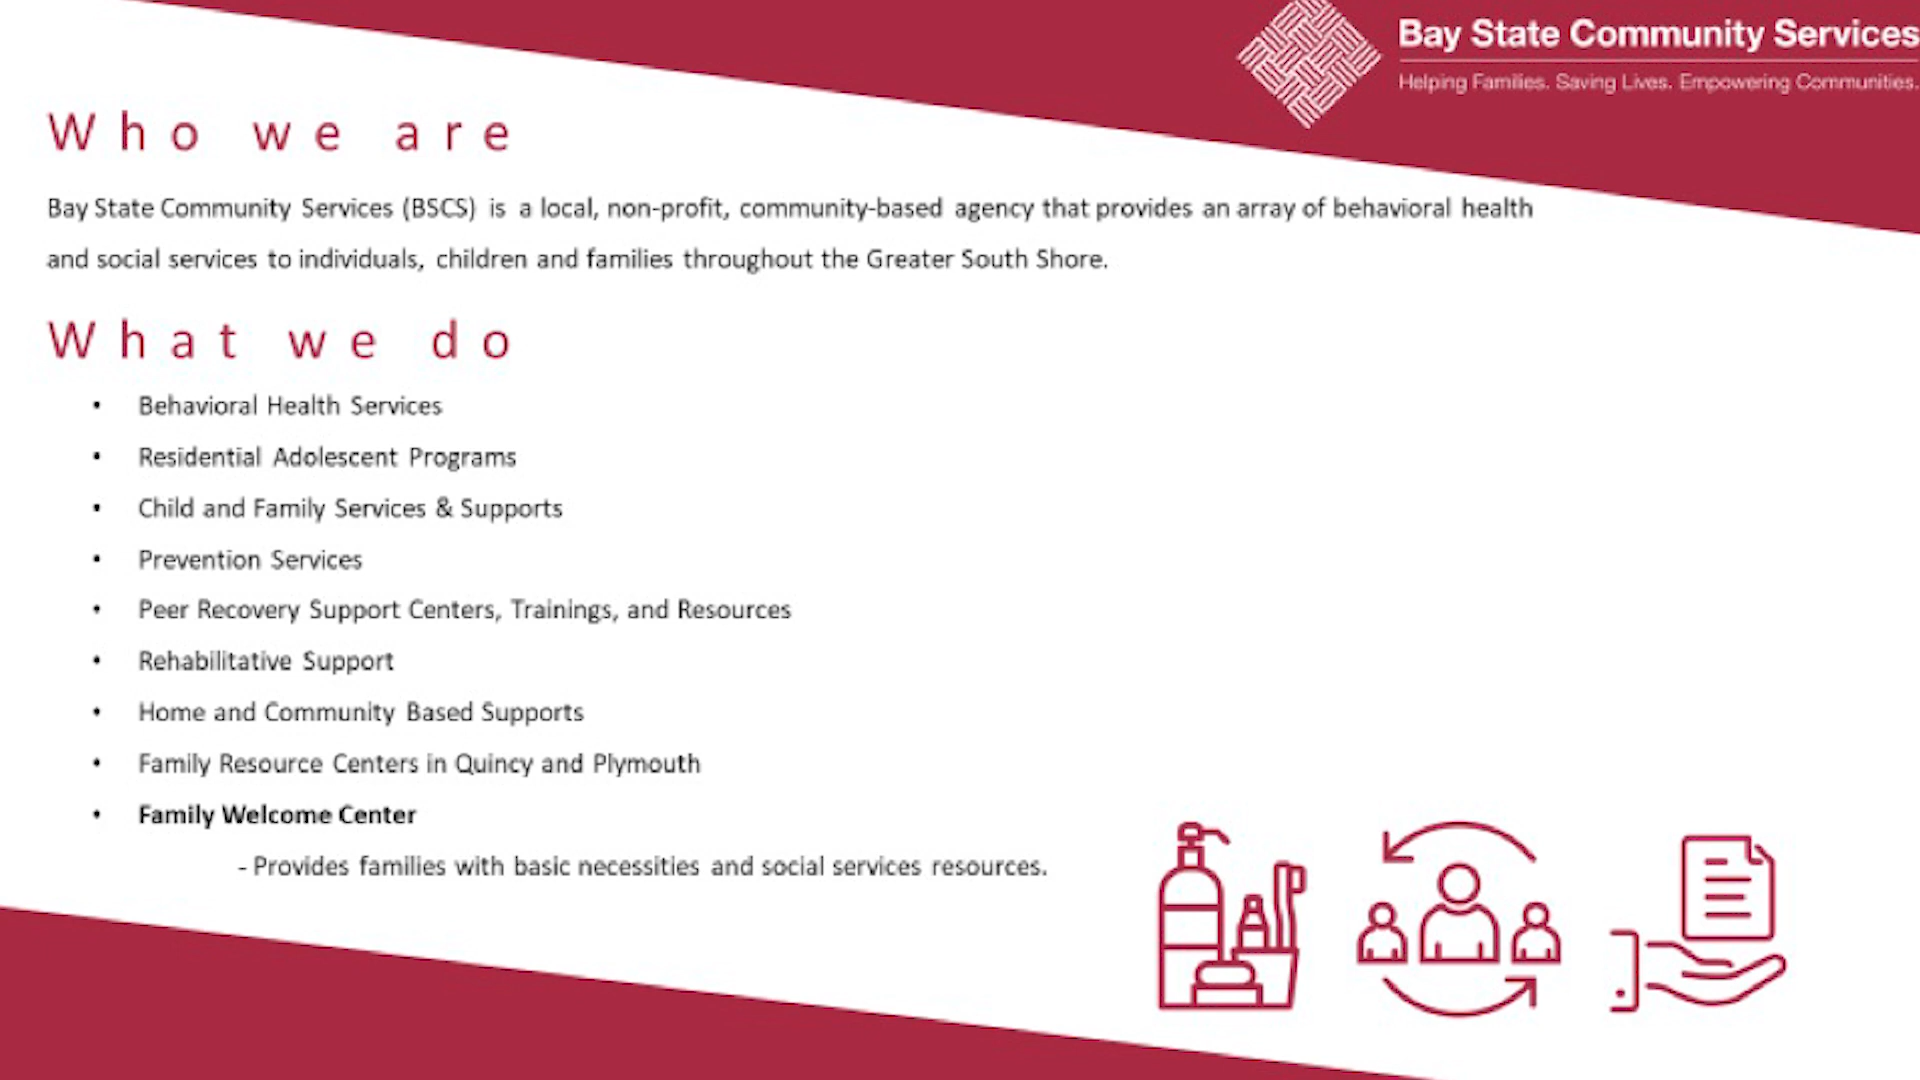 Bay State Community Services
Helping Families. Saving Lives. Empowering Communities.
Who we are
Bay State Community Services (BSCS) is a local, non-profit, community-based agency that provides an array of behavioral health
and social services to individuals, children and families throughout the Greater South Shore.
What we do
• Behavioral Health Services
• Residential Adolescent Programs
• Child and Family Services & Supports
• Prevention Services
• Peer Recovery Support Centers, Trainings, and Resources
• Rehabilitative Support
• Home and Community Based Supports
• Family Resource Centers in Quincy and Plymouth
• Family Welcome Center
- Provides families with basic necessities and social services resources.